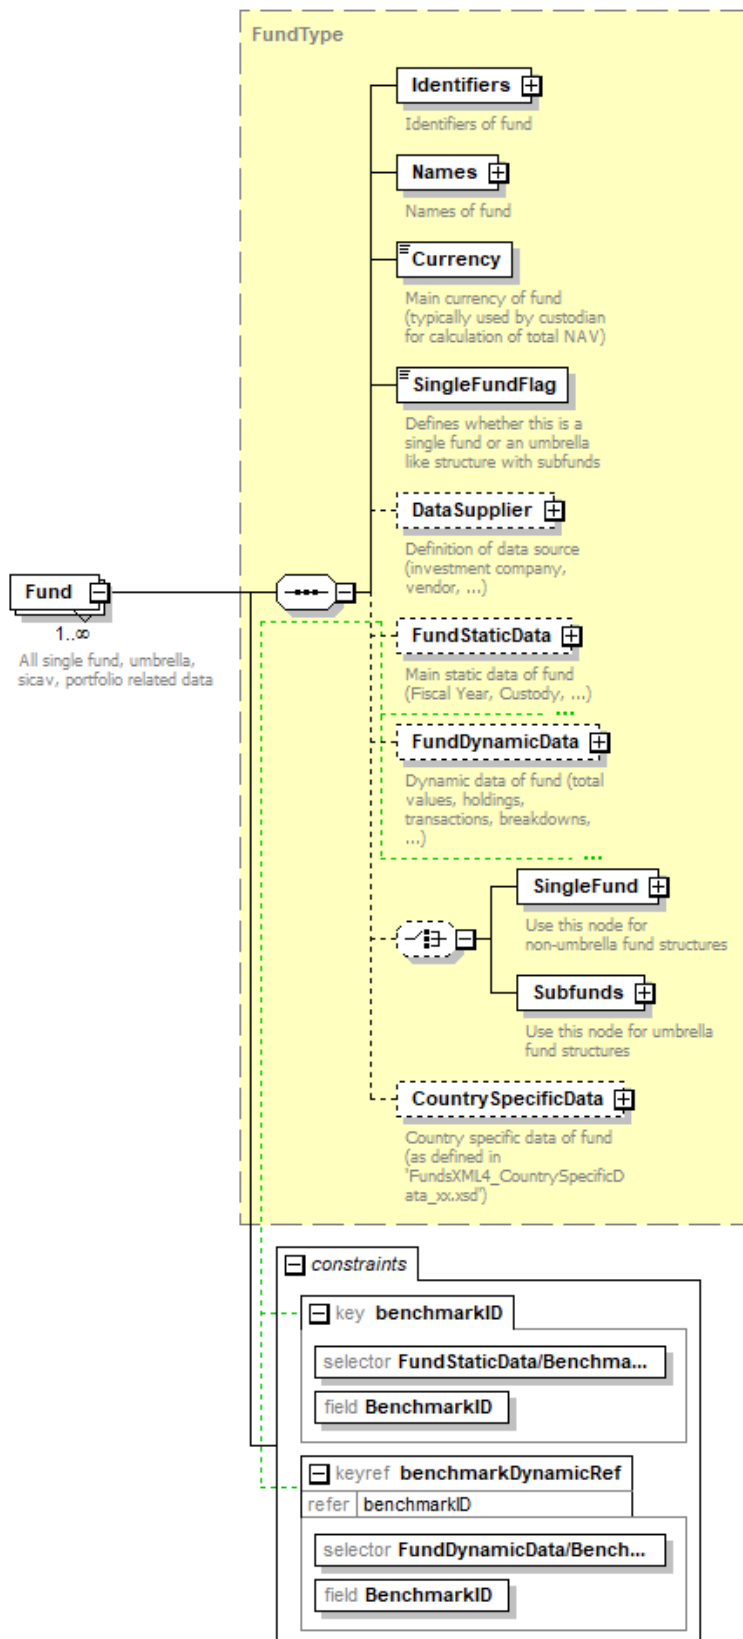 FundType
Identifiers
Identifiers of fund
Names
Names of fund
Currency
Main currency of fund
(typically used by custodian
for calculation of total NAV)
SingleFundFlag
Defines whether this is a
single fund or an umbrella
like structure with subfunds
DataSupplier
Definition of data source
(investment company,
vendor, ...)
Fund
1..∞
All single fund, umbrella,
sicav, portfolio related data
FundStaticData
Main static data of fund
(Fiscal Year, Custody, ...)
...
FundDynamicData
Dynamic data of fund (total
values, holdings,
transactions, breakdowns,
...)
...
SingleFund
Use this node for
non-umbrella fund structures
Subfunds
Use this node for umbrella
fund structures
CountrySpecificData
Country specific data of fund
(as defined in
'FundsXML4_CountrySpecificD
ata_xx.xsd')
constraints
key benchmarkID
selector FundStaticData/Benchma...
field BenchmarkID
keyref benchmarkDynamicRef
refer benchmarkID
selector FundDynamicData/Bench...
field BenchmarkID